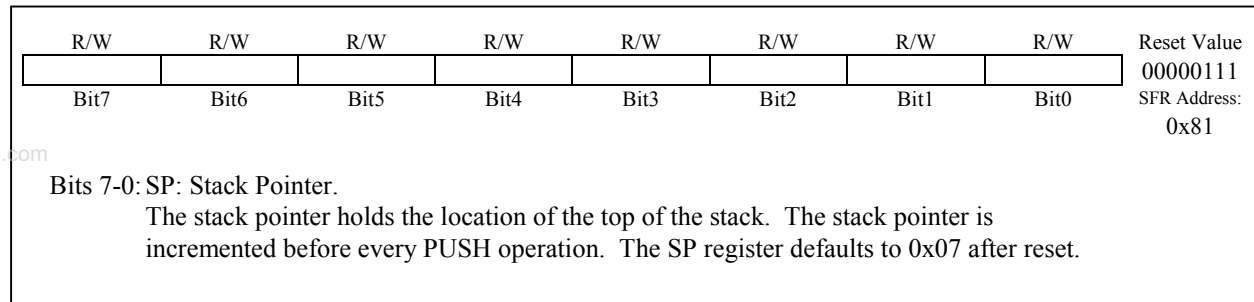 R/W R/W R/W R/W R/W R/W R/W R/W Reset Value
00000111
Bit7 Bit6 Bit5 Bit4 Bit3 Bit2 Bit1 Bit0 SFR Address:
0x81
.com
Bits 7-0: SP: Stack Pointer.
The stack pointer holds the location of the top of the stack. The stack pointer is
incremented before every PUSH operation. The SP register defaults to 0x07 after reset.